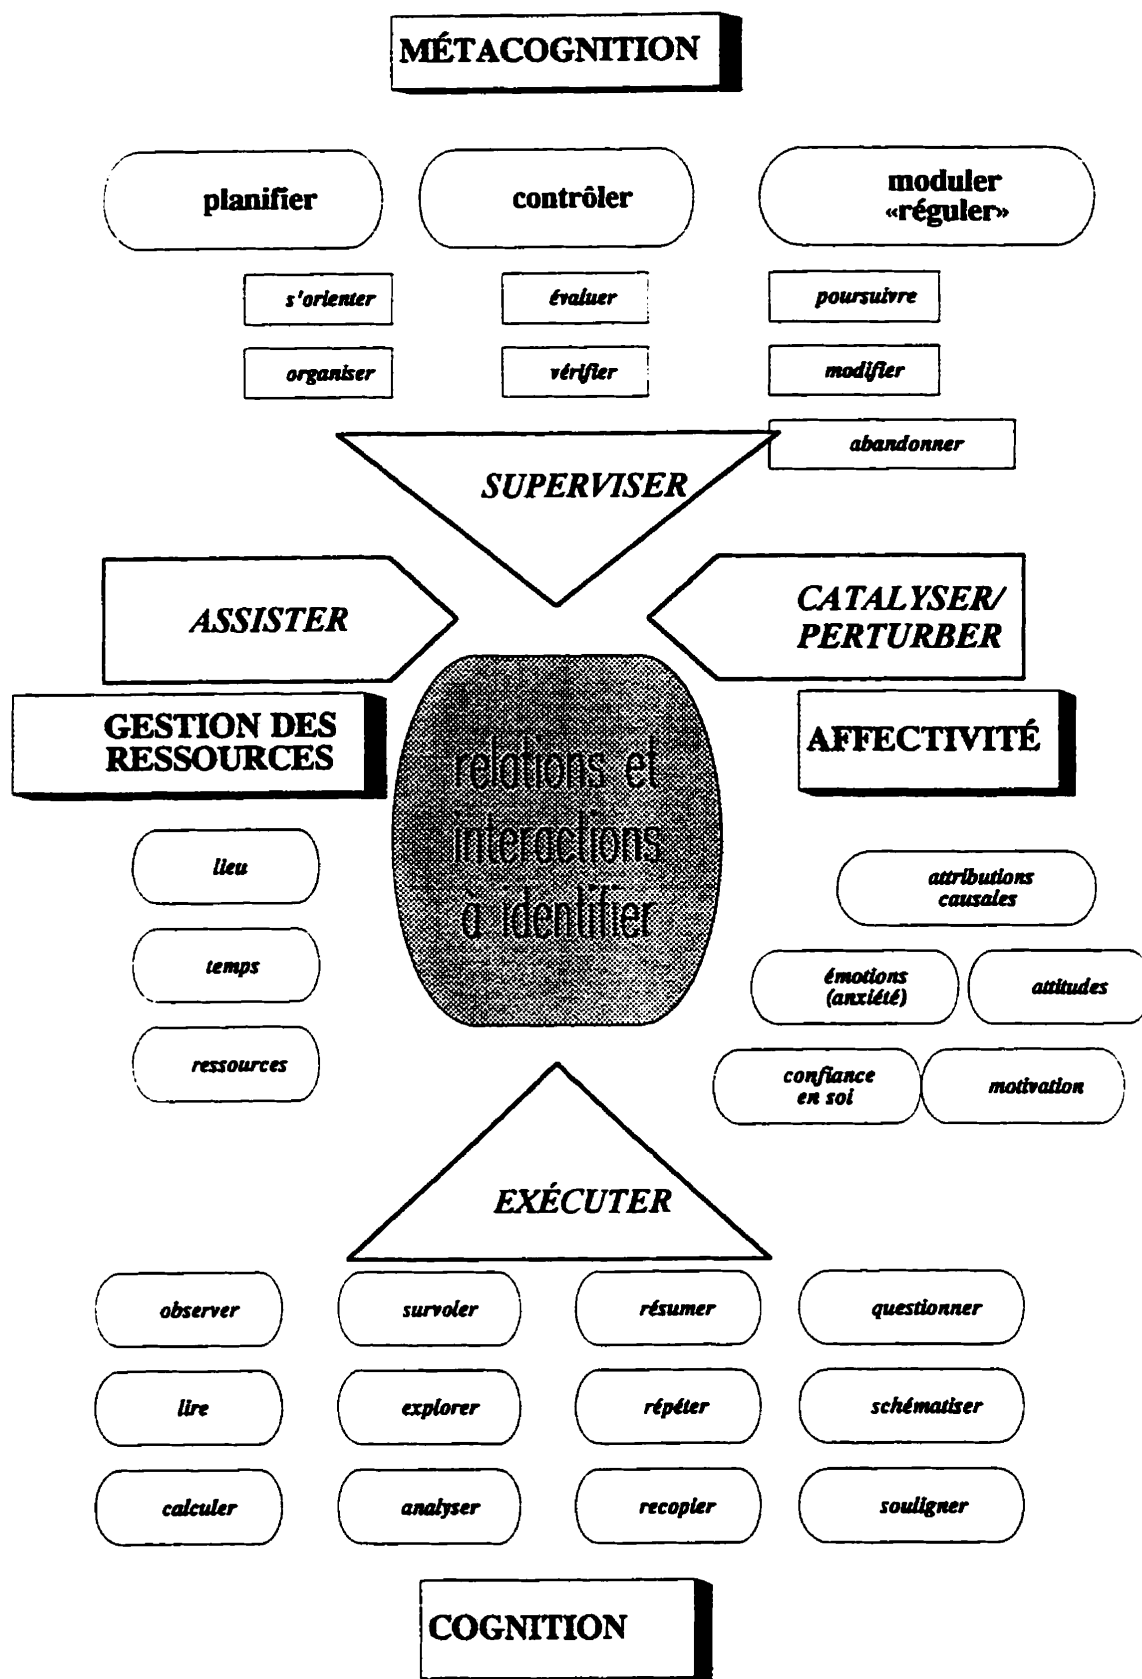 MÉTACOGNITION
planifier
contrôler
moduler
«réguler»
s'orienter
évaluer
poursuivre
organiser
vérifier
modifier
abandonner
SUPERVISER
ASSISTER
CATALYSER/
PERTURBER
GESTION DES
RESSOURCES
AFFECTIVITÉ
relations et
interactions
à identifier
lieu
temps
ressources
attributions
causales
émotions
(anxiété)
attitudes
confiance
en soi
motivation
EXÉCUTER
observer
survoler
résumer
questionner
lire
explorer
répéter
schématiser
calculer
analyser
recopier
souligner
COGNITION